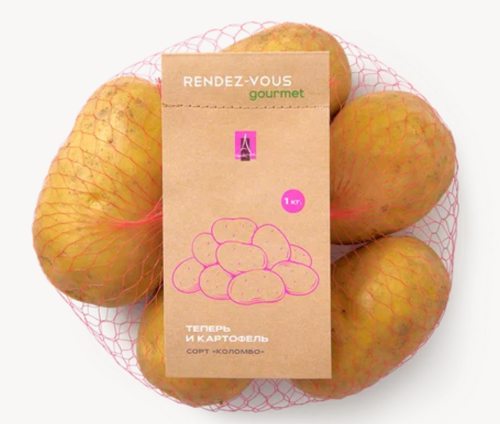 RENDEZ-VOUS
gourmet
1 кг.
ТЕПЕРЬ
И КАРТОФЕЛЬ
СОРТ «КОЛОМБО»